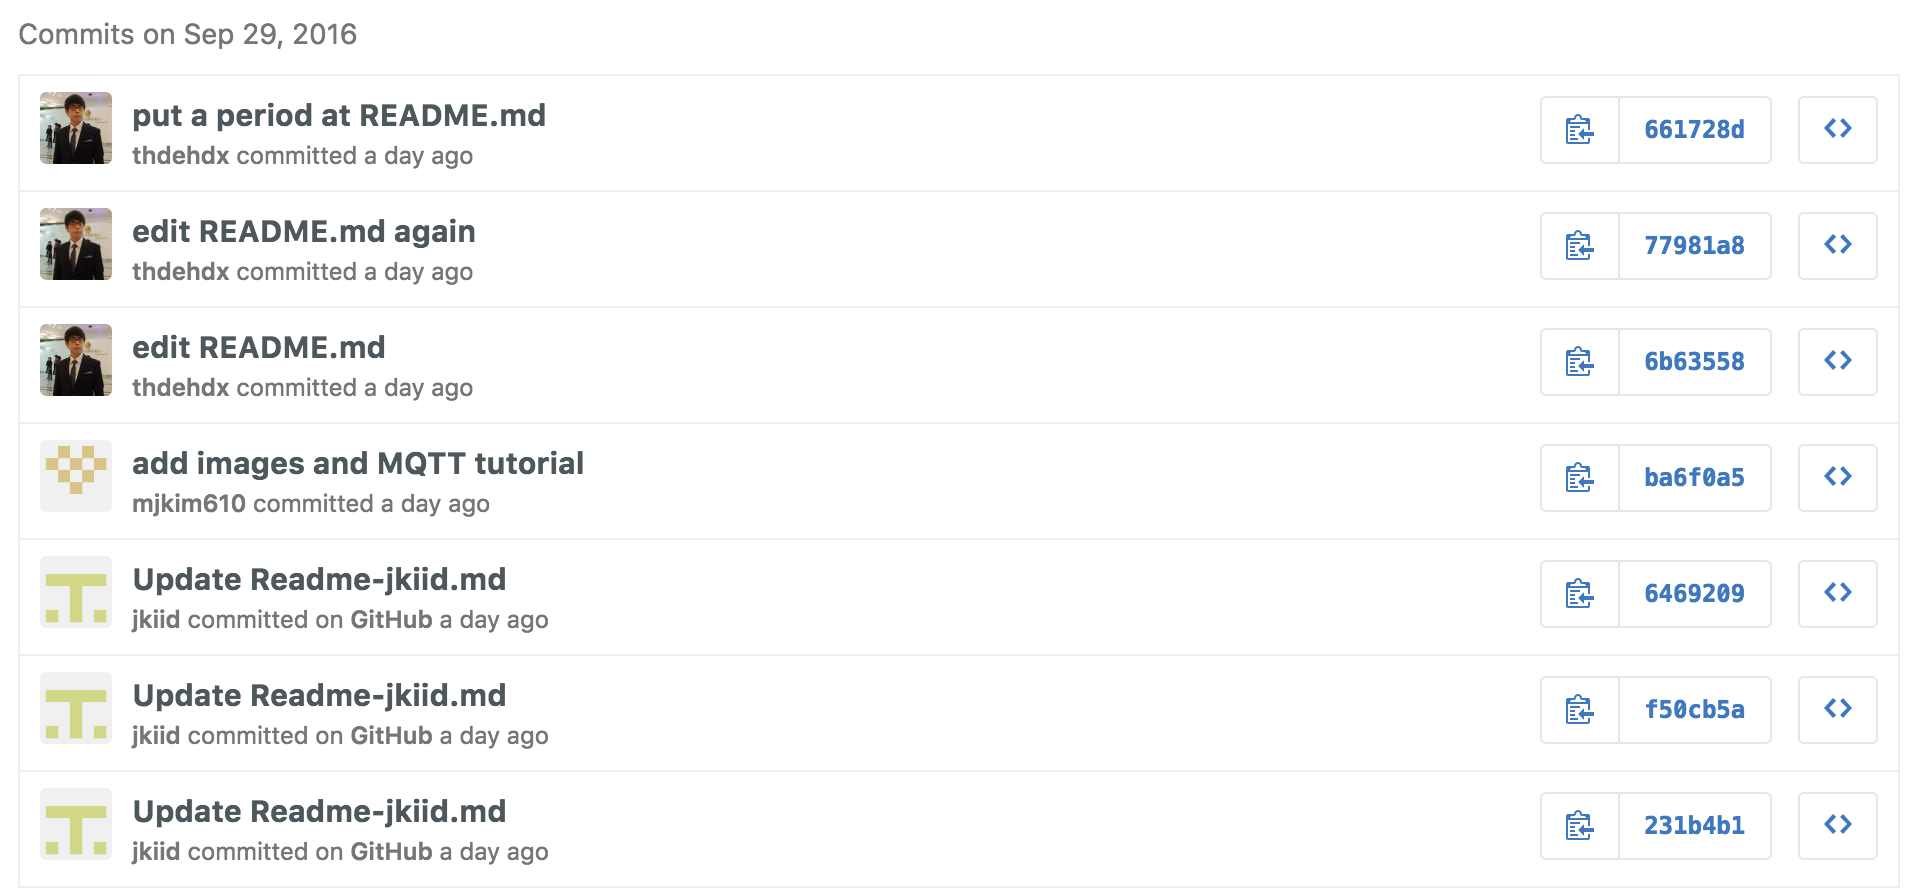 Commits on Sep 29, 2016
put a period at README.md
thdehdx committed a day ago
661728d
edit README.md again
thdehdx committed a day ago
77981a8
edit README.md
thdehdx committed a day ago
6b63558
add images and MQTT tutorial
mjkim610 committed a day ago
ba6f0a5
Update Readme-jkiid.md
jkiid committed on GitHub a day ago
6469209
Update Readme-jkiid.md
jkiid committed on GitHub a day ago
f50cb5a
Update Readme-jkiid.md
jkiid committed on GitHub a day ago
231b4b1